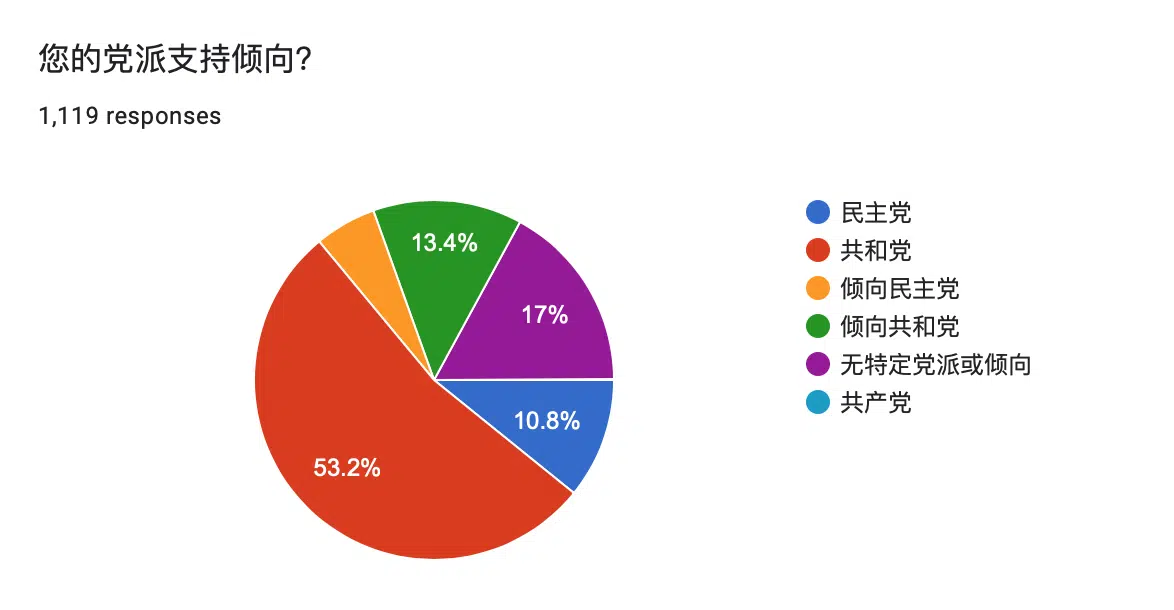 您的党派支持倾向?
1,119 responses
民主党
共和党
倾向民主党
倾向共和党
无特定党派或倾向
共产党
13.4%
17%
10.8%
53.2%